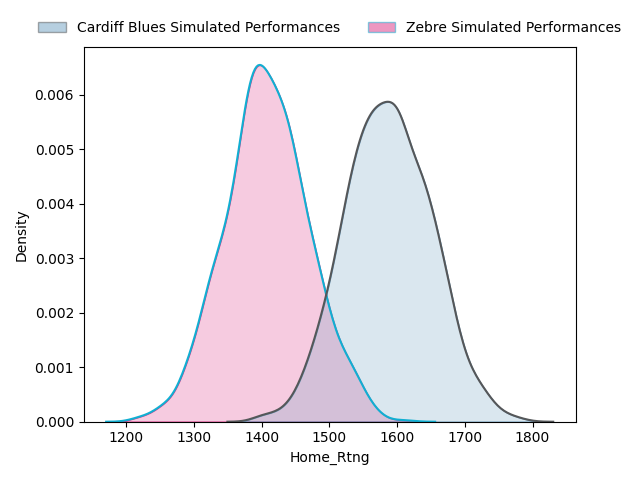 Cardiff Blues Simulated Performances
Zebre Simulated Performances
0.006
0.005
0.004
0.003
0.002
0.001
0.000
Density
1200 1300 1400 1500 1600 1700 1800
Home_Rtng